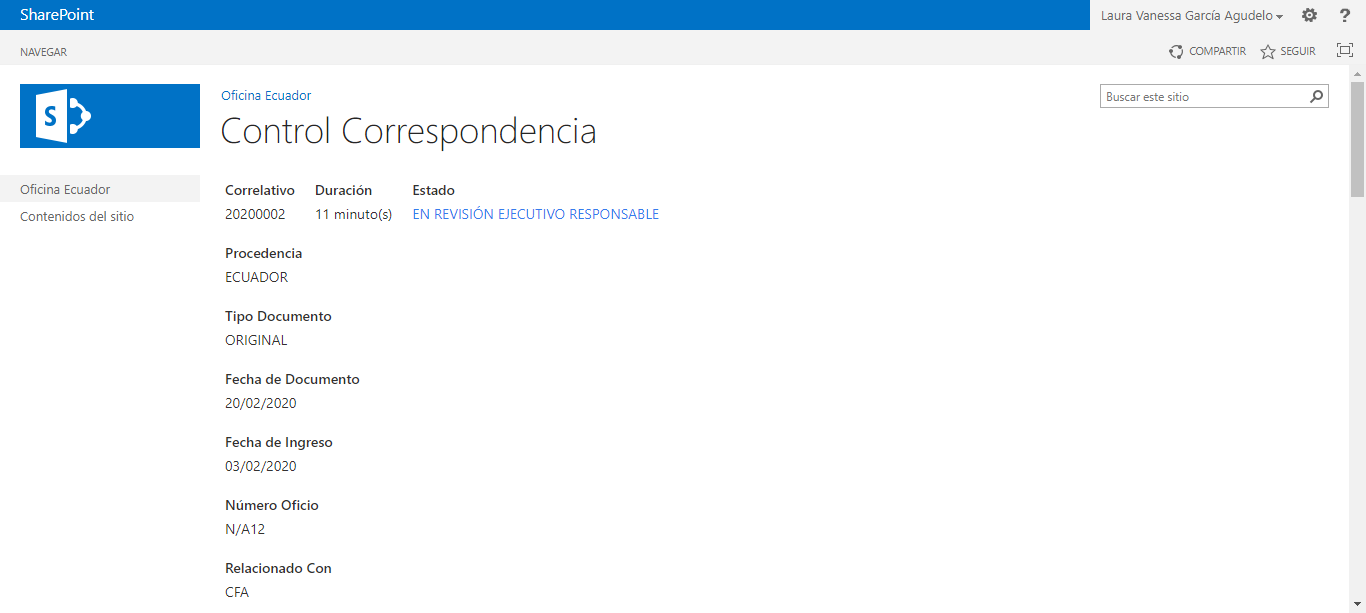 SharePoint
Laura Vanessa García Agudelo
?
NAVEGAR
COMPARTIR
SEGUIR
S
Oficina Ecuador
Control Correspondencia
Buscar este sitio
Oficina Ecuador
Contenidos del sitio
Correlativo Duración Estado
20200002 11 minuto(s) EN REVISIÓN EJECUTIVO RESPONSABLE
Procedencia
ECUADOR
Tipo Documento
ORIGINAL
Fecha de Documento
20/02/2020
Fecha de Ingreso
03/02/2020
Número Oficio
N/A12
Relacionado Con
CFA